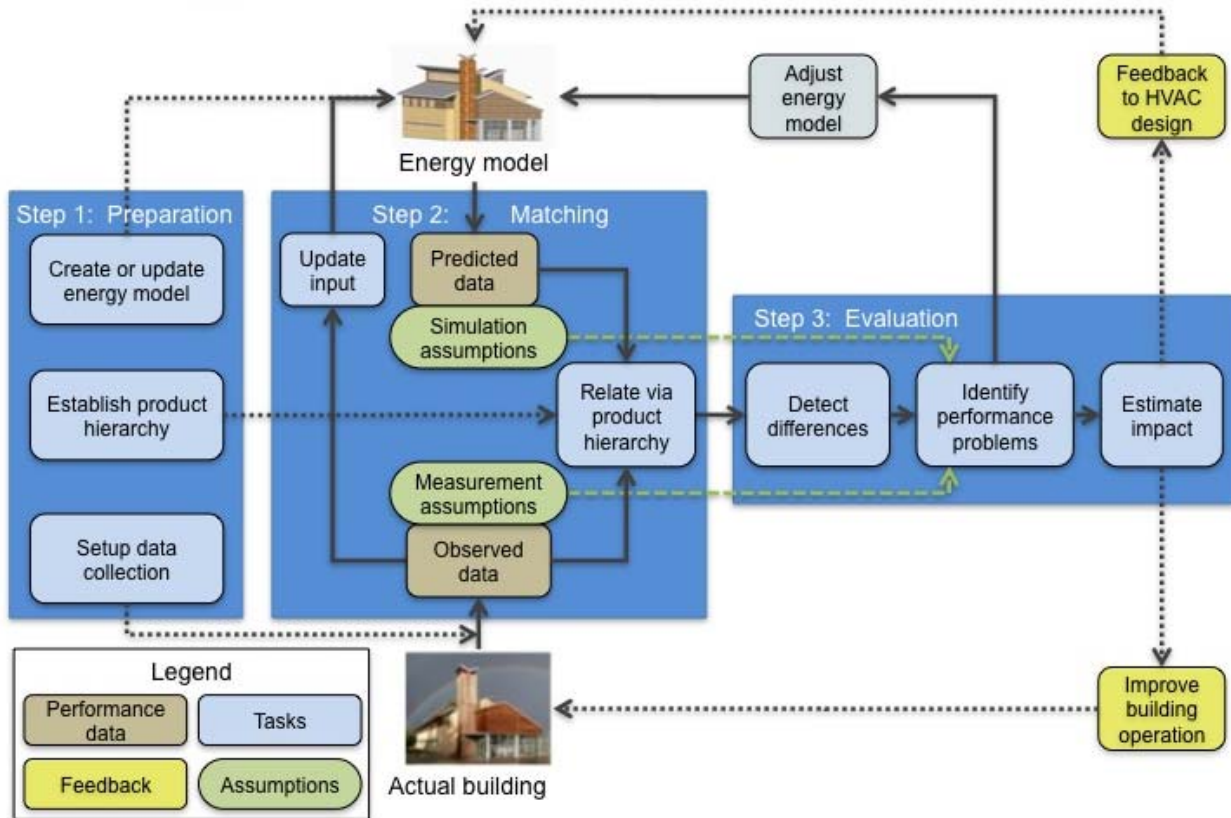 Adjust
energy
model
Feedback
to HVAC
design
Energy model
Step 1: Preparation
Create or update
energy model
Establish product
hierarchy
Setup data
collection
Step 2: Matching
Update
input
Predicted
data
Simulation
assumptions
Relate via
product
hierarchy
Measurement
assumptions
Observed
data
Step 3: Evaluation
Detect
differences
Identify
performance
problems
Estimate
impact
Improve
building
operation
Actual building
Legend
Performance
data
Tasks
Feedback
Assumptions